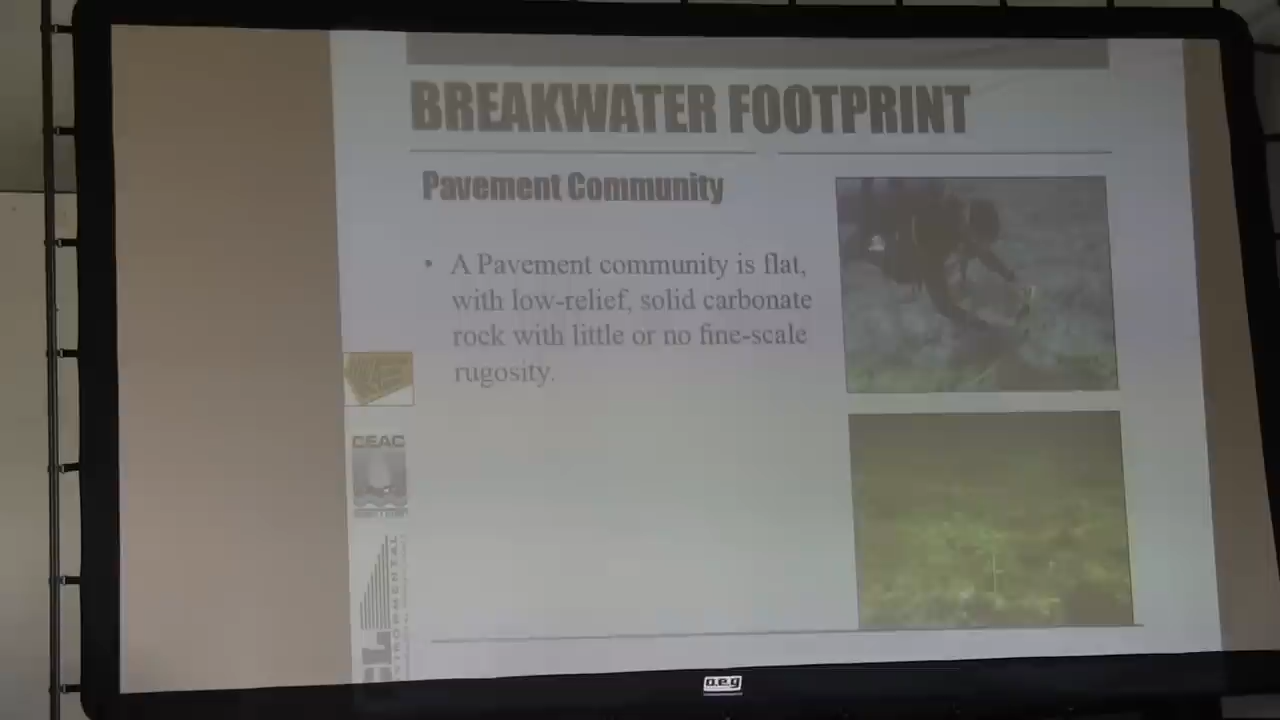 BREAKWATER FOOTPRINT
Pavement Community
• A Pavement community is flat,
with low-relief, solid carbonate
rock with little or no fine-scale
rugosity.
CEAC
CL
a.e.g